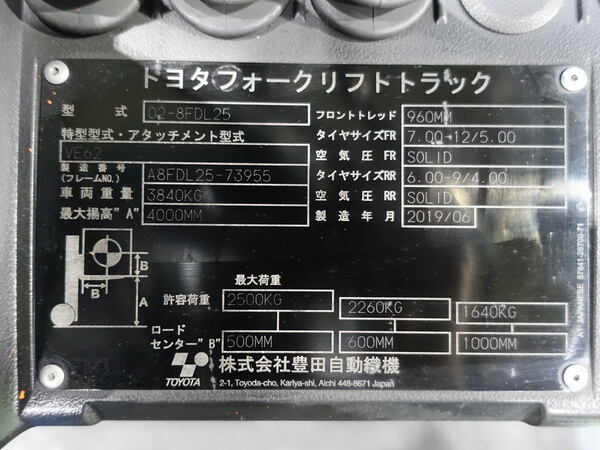 トヨタフォークリフトトラック
型式 02-8FDL25
フロントトレッド 960MM
特型型式・アタッチメント型式
タイヤサイズFR 7.00-12/5.00
VE62
空気圧FR SOLID
製造番号(フレームNO.) A8FDL25-73955
タイヤサイズRR 6.00-9/4.00
車両重量 3840KG
空気圧RR SOLID
最大揚高"A" 4000MM
製造年月 2019/06
B
B
A
最大荷重
許容荷重 2500KG 2260KG 1640KG
ロードセンター"B" 500MM 600MM 1000MM
TOYOTA
株式会社豊田自動織機
2-1, Toyoda-cho, Kariya-shi, Aichi 448-8671 Japan